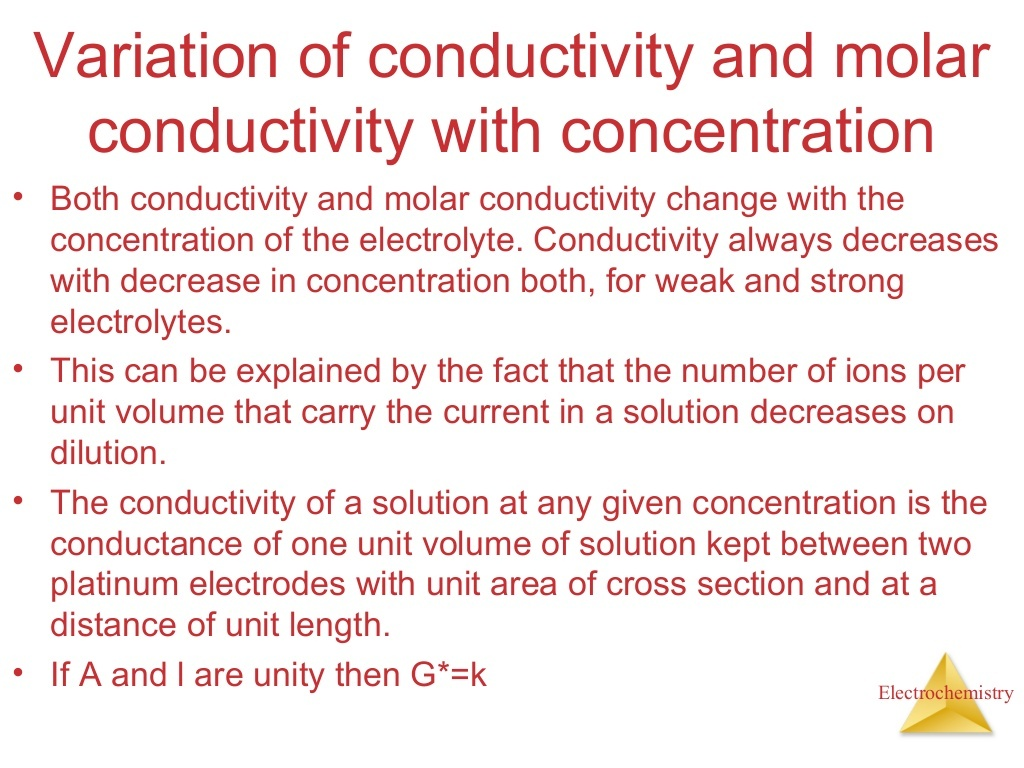 Variation of conductivity and molar
conductivity with concentration
• Both conductivity and molar conductivity change with the
concentration of the electrolyte. Conductivity always decreases
with decrease in concentration both, for weak and strong
electrolytes.
• This can be explained by the fact that the number of ions per
unit volume that carry the current in a solution decreases on
dilution.
• The conductivity of a solution at any given concentration is the
conductance of one unit volume of solution kept between two
platinum electrodes with unit area of cross section and at a
distance of unit length.
• If A and l are unity then G*=k
Electrochemistry